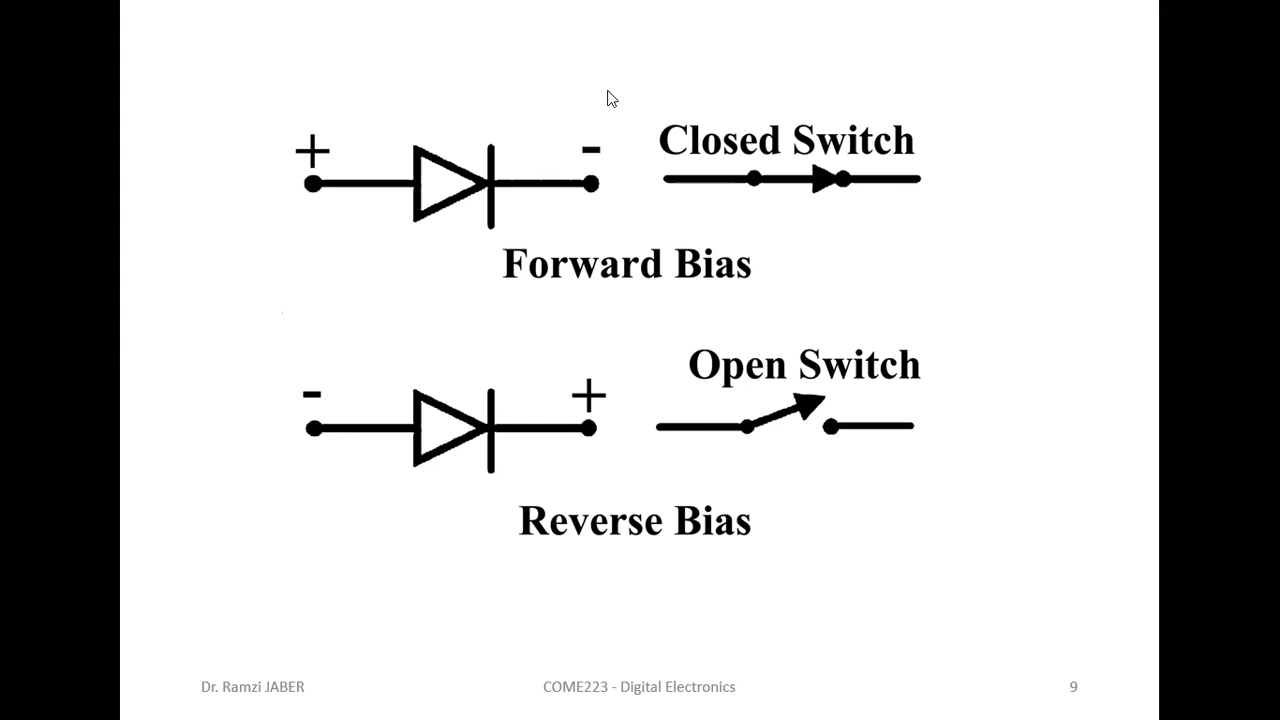 + - Closed Switch
Forward Bias
- + Open Switch
Reverse Bias
Dr. Ramzi JABER COME223 - Digital Electronics 9